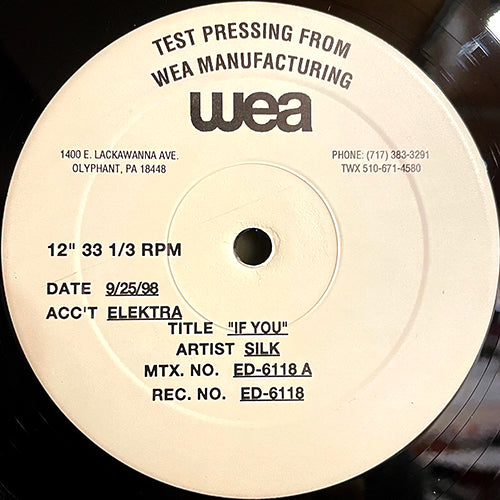 TEST PRESSING FROM
WEA MANUFACTURING
wea
1400 E. LACKAWANNA AVE.
OLYPHANT, PA 18448
PHONE: (717) 383-3291
TWX 510-671-4580
12" 33 1/3 RPM
DATE 9/25/98
ACC'T ELEKTRA
TITLE "IF YOU"
ARTIST SILK
MTX. NO. ED-6118 A
REC. NO. ED-6118